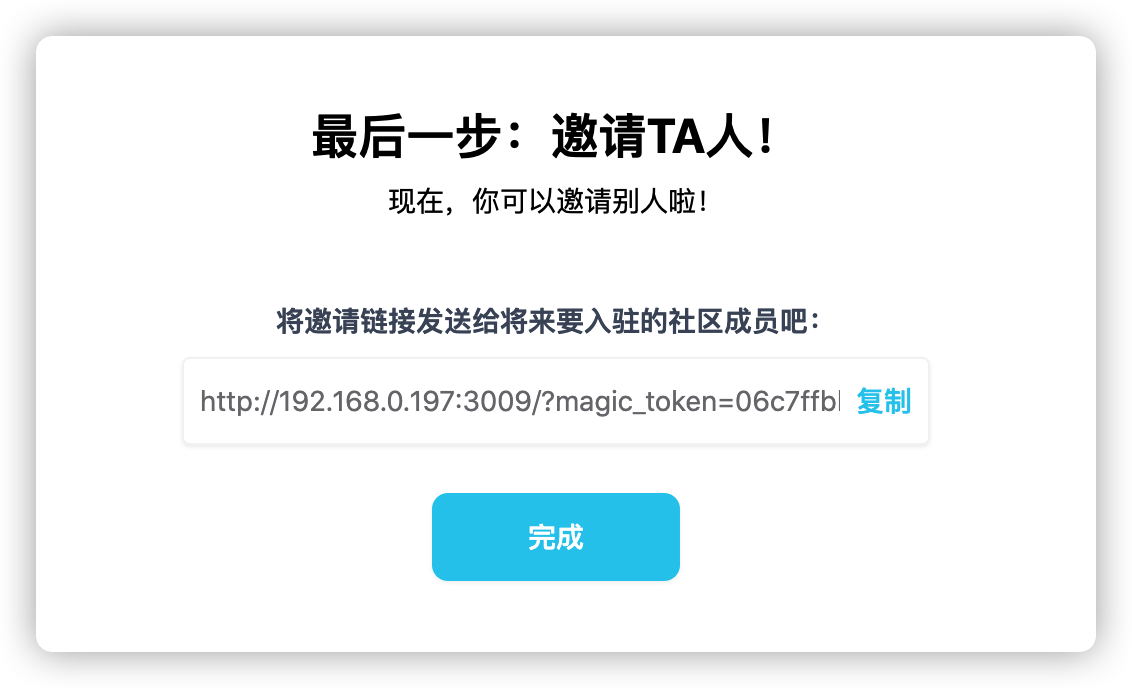 最后一步：邀请TA人！
现在，你可以邀请别人啦！
将邀请链接发送给将来要入驻的社区成员吧：
http://192.168.0.197:3009/?magic_token=06c7ffb 复制
完成